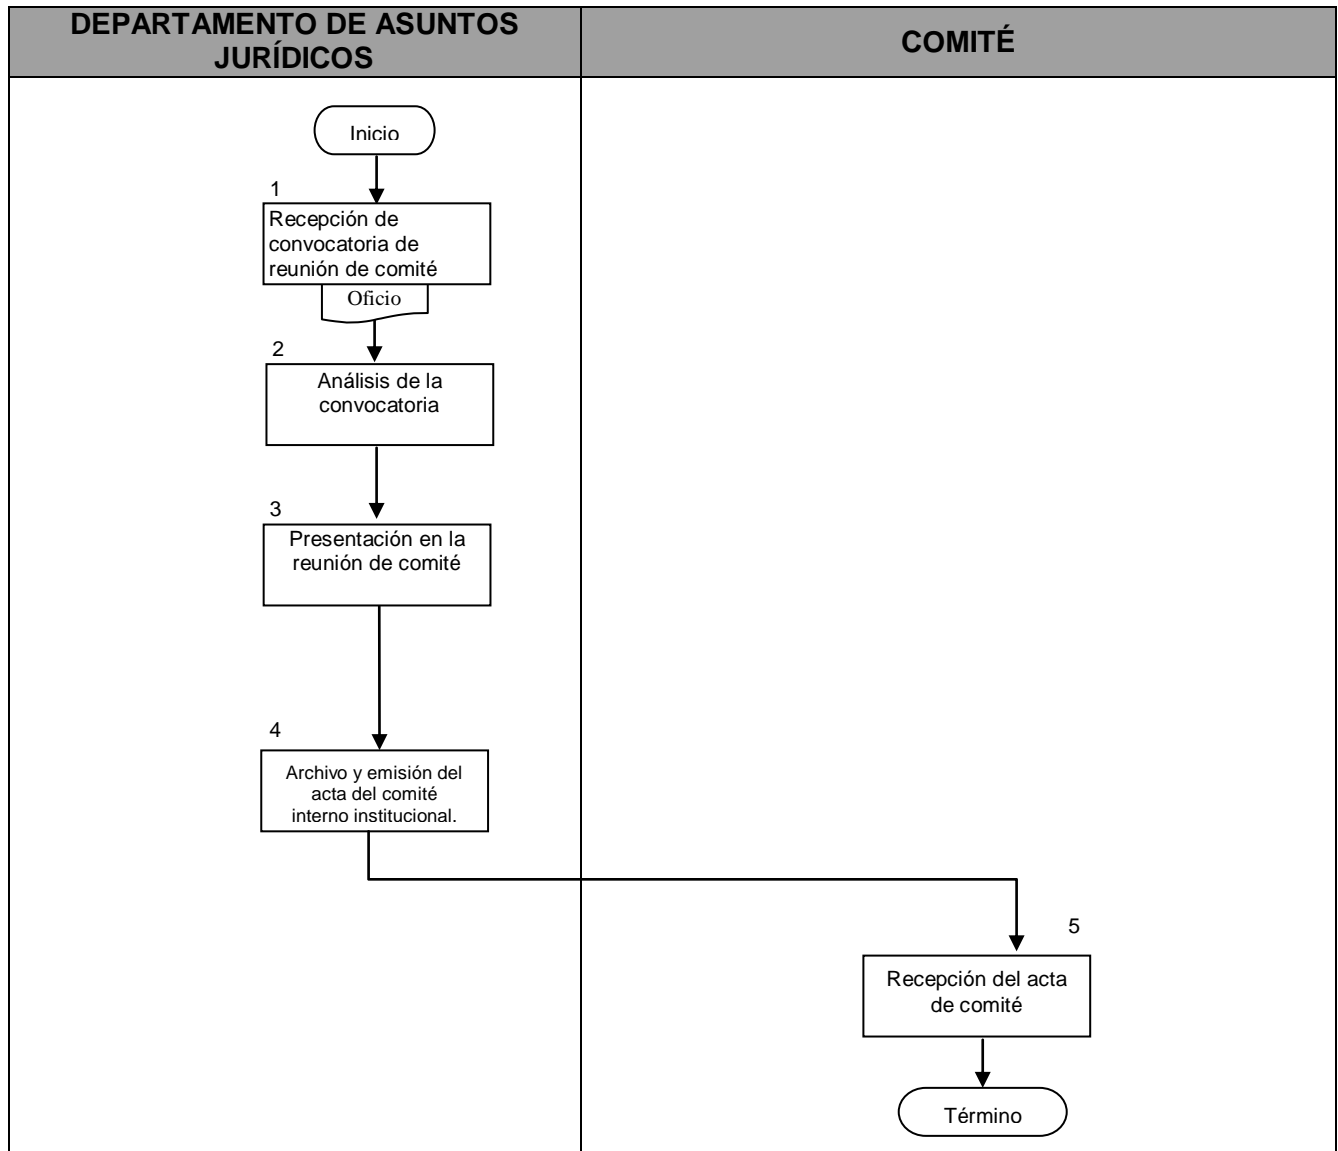 DEPARTAMENTO DE ASUNTOS
JURÍDICOS
COMITÉ
Inicio
1
Recepción de
convocatoria de
reunión de comité
Oficio
2
Análisis de la
convocatoria
3
Presentación en la
reunión de comité
4
Archivo y emisión del
acta del comité
interno institucional.
5
Recepción del acta
de comité
Término